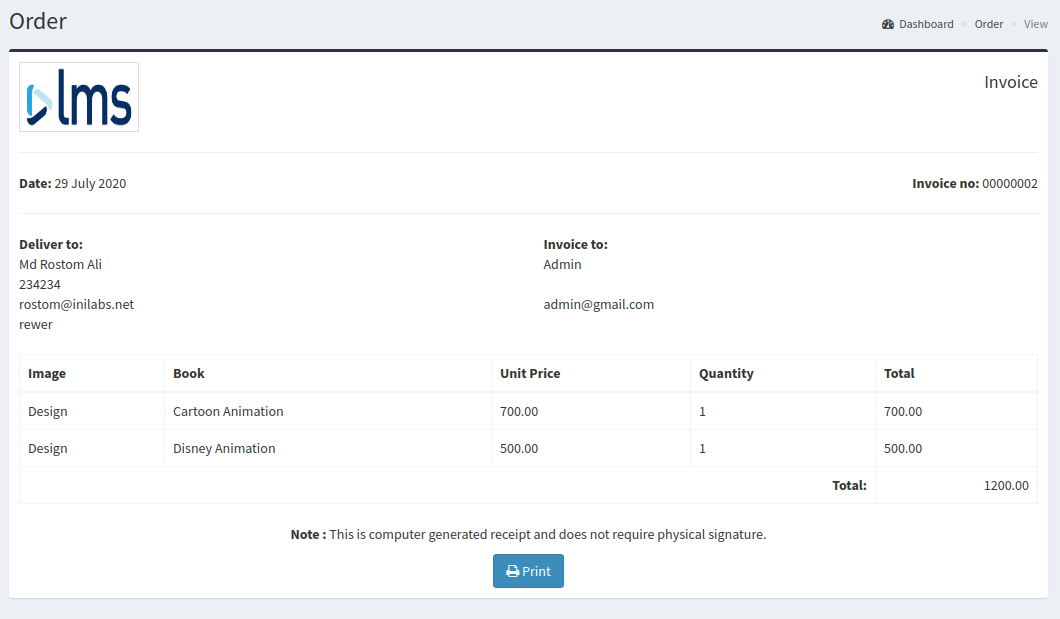 Order
Dashboard > Order > View
lms
Invoice
Date: 29 July 2020
Invoice no: 00000002
Deliver to:
Md Rostom Ali
234234
rostom@inilabs.net
rewer
Invoice to:
Admin
admin@gmail.com
Image Book Unit Price Quantity Total
Design Cartoon Animation 700.00 1 700.00
Design Disney Animation 500.00 1 500.00
Total: 1200.00
Note : This is computer generated receipt and does not require physical signature.
Print